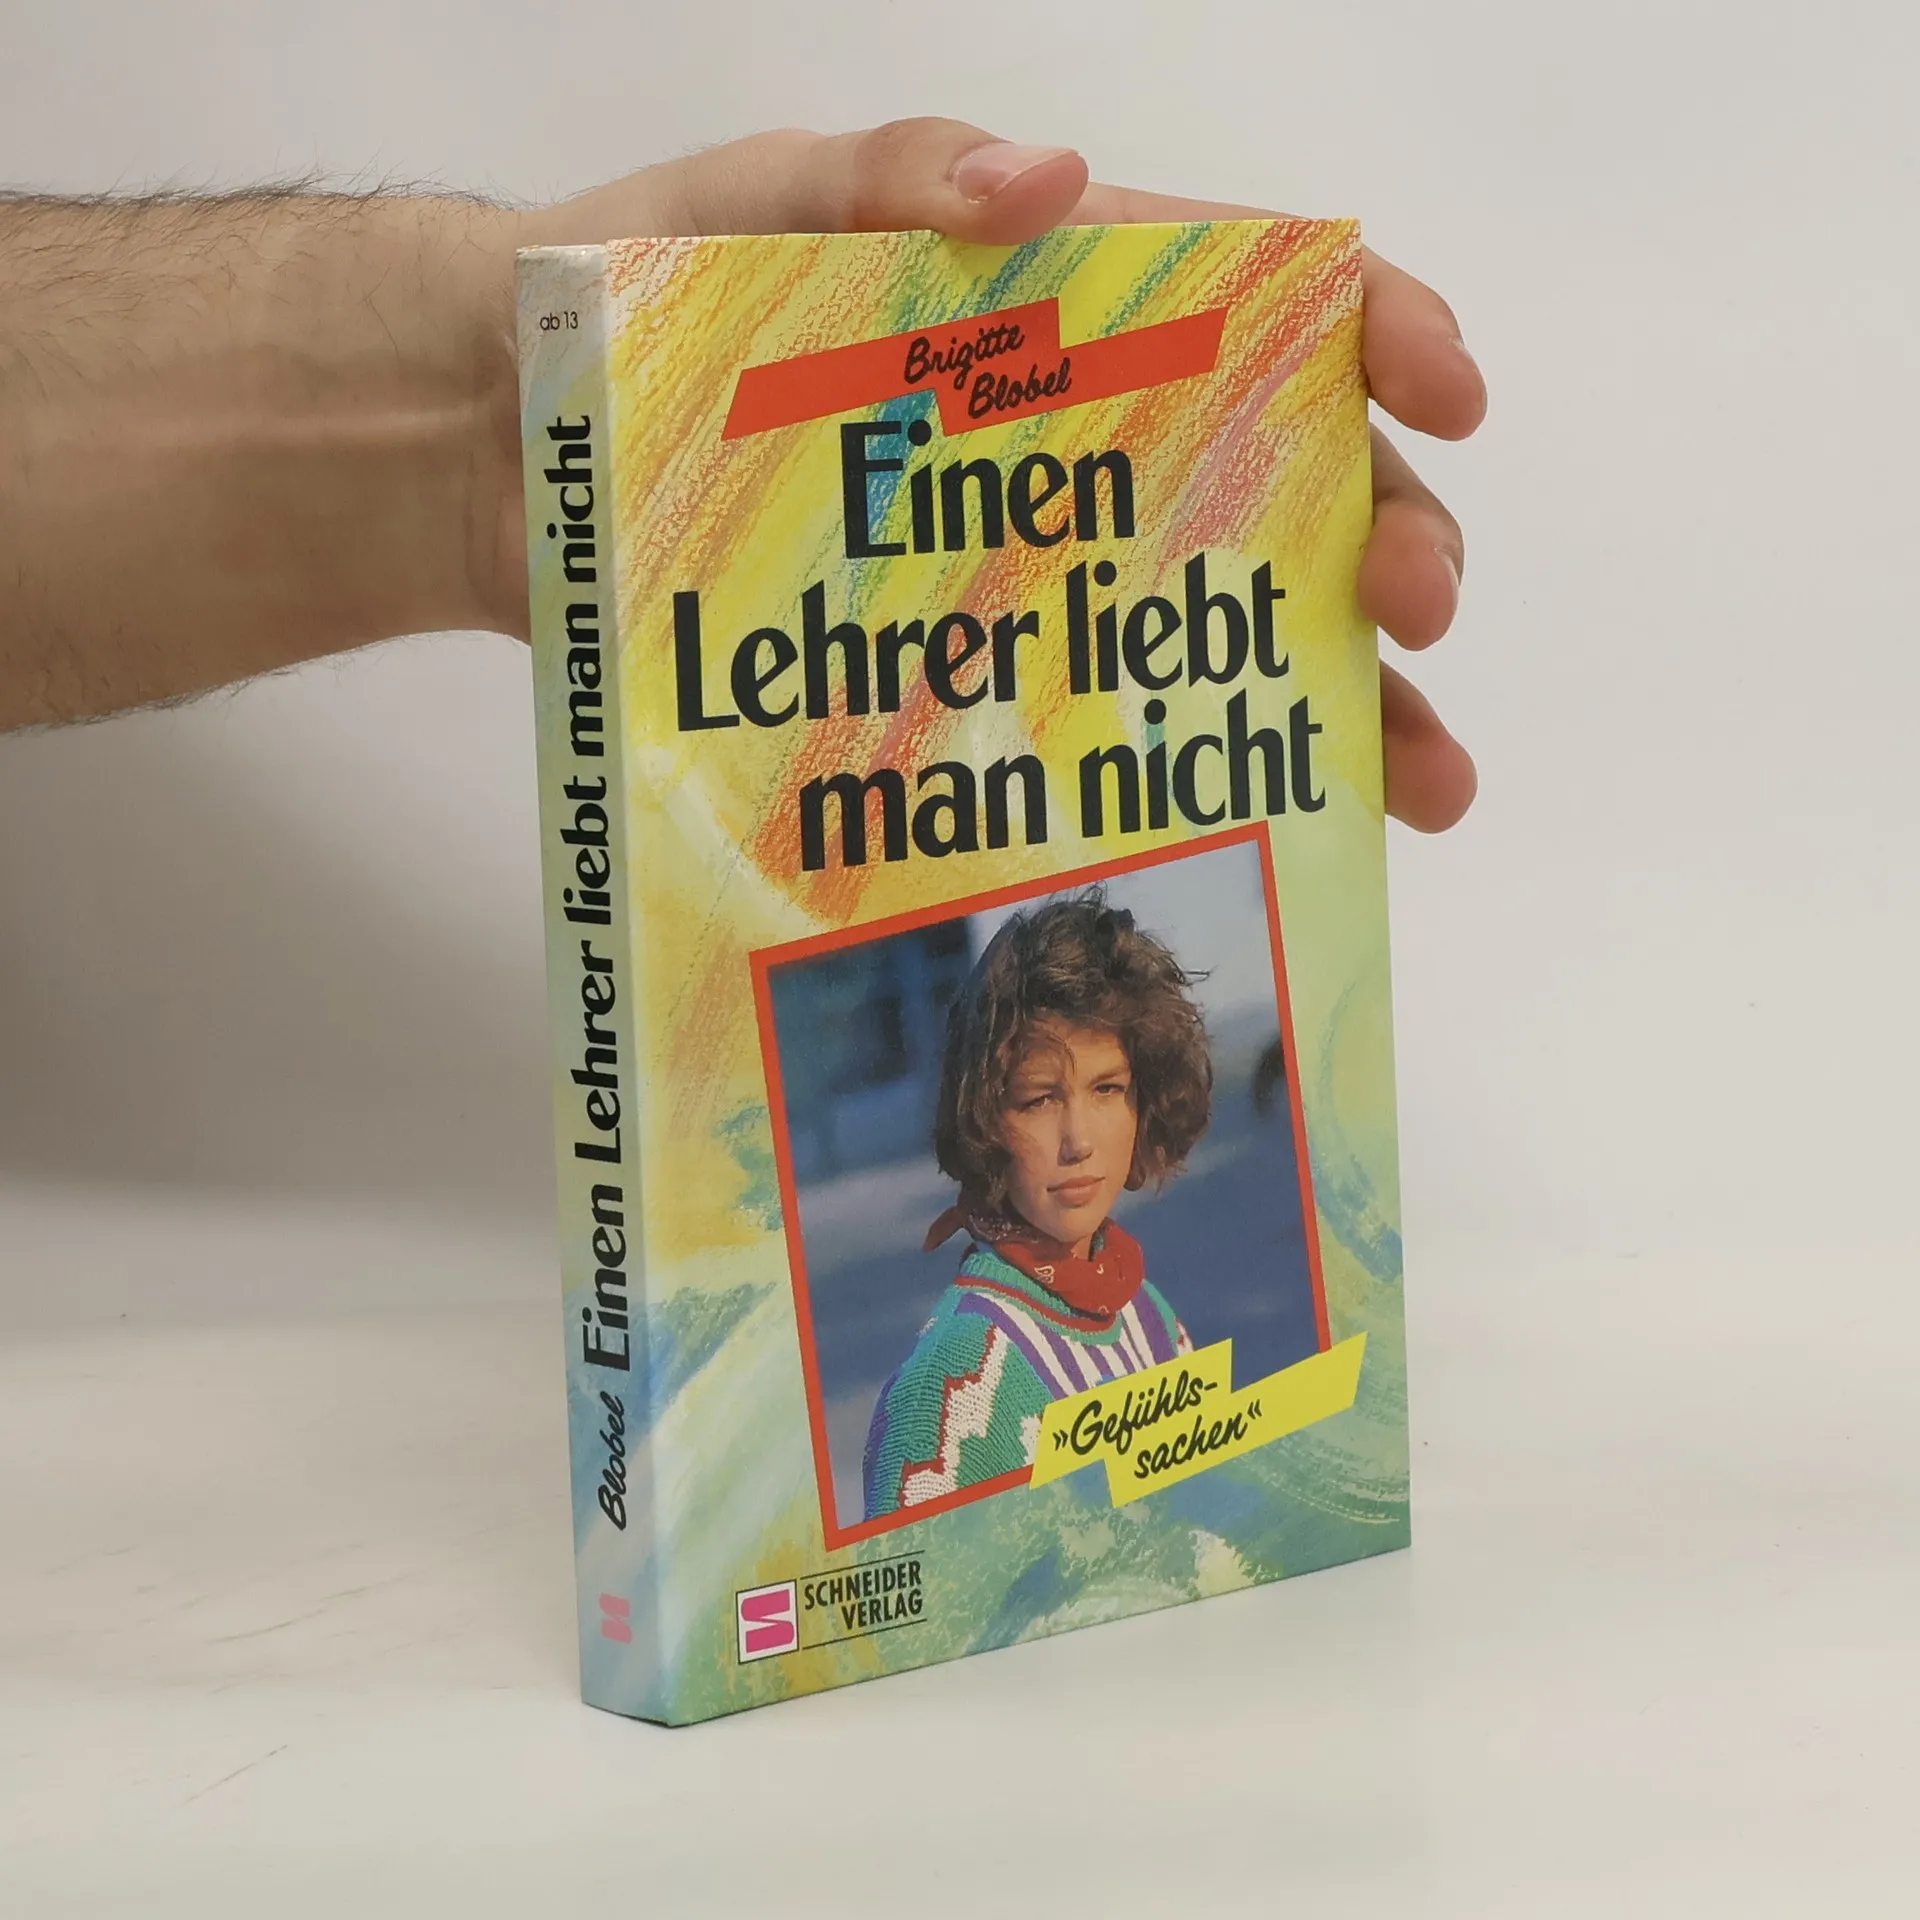 ab 13
Blobel Einen Lehrer liebt man nicht
Brigitte
Blobel
Einen
Lehrer liebt
man nicht
»Gefühls-
sachen«
SCHNEIDER
VERLAG